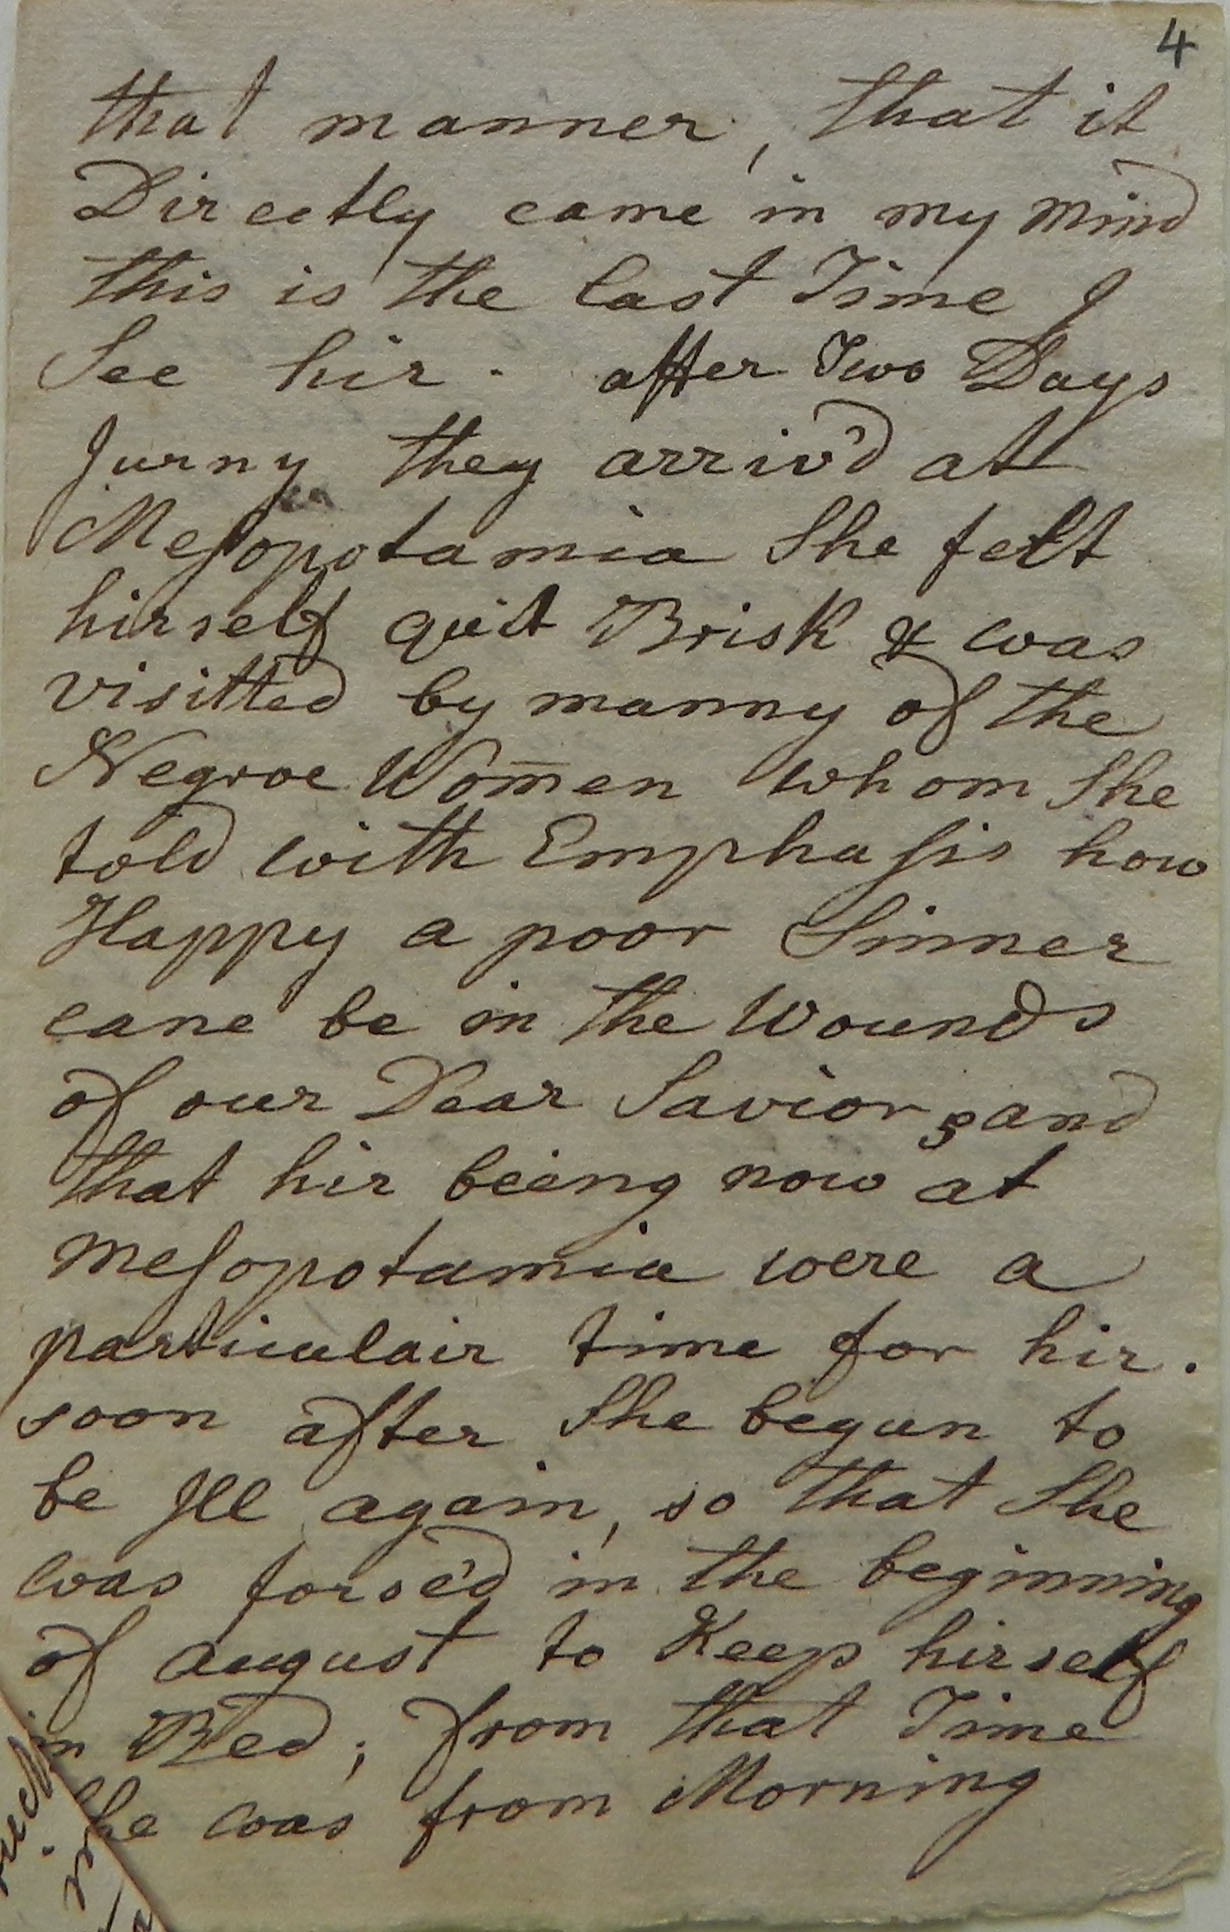 4
that manner, that it
Directly came in my mind
this is the last Time I
See hir. after Two Days
Jurny they arriv'd at
Mesopotamia She felt
hirself quit Brisk & was
visitted by manny of the
Negroe Women whom She
told with Emphasis how
Happy a poor Sinner
cane be in the Wounds
of our Dear Savior, and
that hir being now at
Mesopotamia were a
particulair time for hir.
soon after She begun to
be Ill again, so that She
was forse'd in the beginning
of august to Keep hirself
in Bed; from that Time
She was from Morning